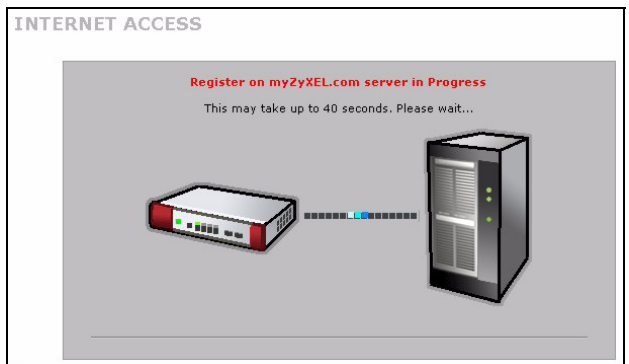 INTERNET ACCESS
Register on myZyXEL.com server in Progress
This may take up to 40 seconds. Please wait...